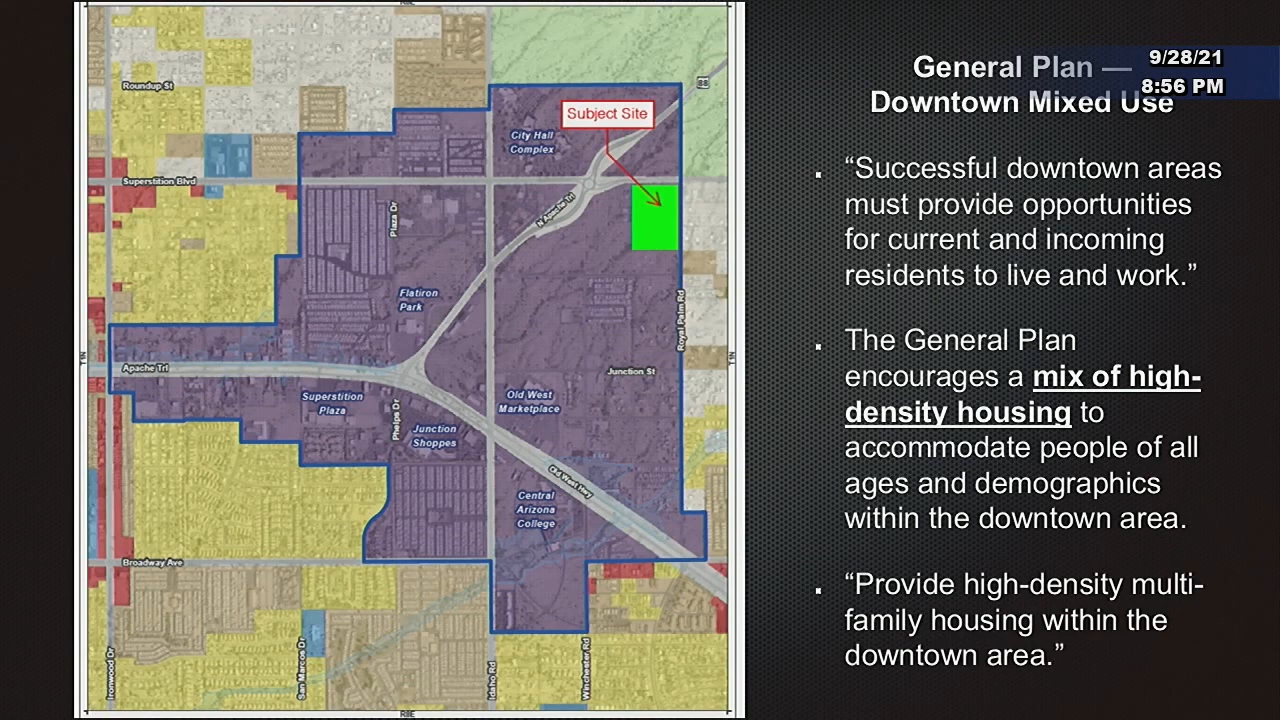 R8E
88
Roundup St
Subject Site
City Hall
Complex
Superstition Blvd
Plaza Dr
N Apache Trl
Flatiron
Park
Royal Palm Rd
T1N
T1N
Apache Trl
Junction St
Superstition
Plaza
Phelps Dr
Old West
Marketplace
Junction
Shoppes
Old West Hwy
Central
Arizona
College
Broadway Ave
Ironwood Dr
San Marcos Dr
Idaho Rd
Winchester Rd
R8E
9/28/21
8:56 PM
General Plan —
Downtown Mixed Use
. “Successful downtown areas
must provide opportunities
for current and incoming
residents to live and work.”
. The General Plan
encourages a mix of high-
density housing to
accommodate people of all
ages and demographics
within the downtown area.
. “Provide high-density multi-
family housing within the
downtown area.”